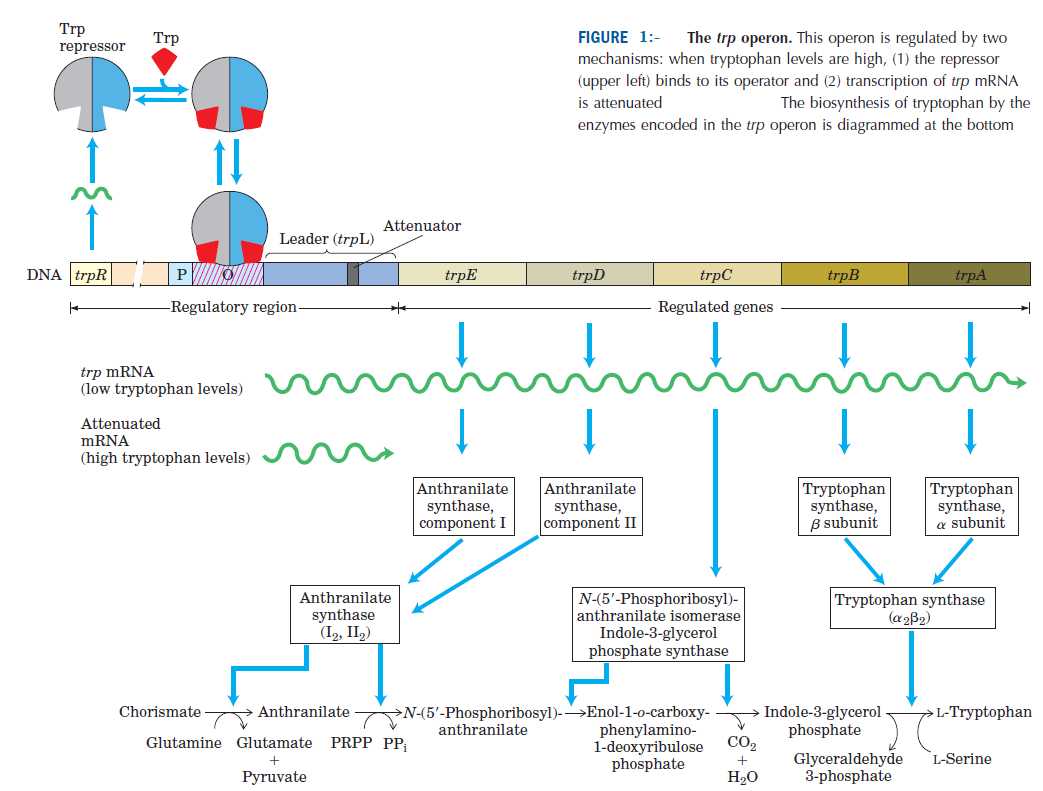 Trp
repressor
Trp
FIGURE 1:- The trp operon. This operon is regulated by two
mechanisms: when tryptophan levels are high, (1) the repressor
(upper left) binds to its operator and (2) transcription of trp mRNA
is attenuated The biosynthesis of tryptophan by the
enzymes encoded in the trp operon is diagrammed at the bottom
Leader (trpL)
Attenuator
DNA trpR P O trpE trpD trpC trpB trpA
Regulatory region
Regulated genes
trp mRNA
(low tryptophan levels)
Attenuated
mRNA
(high tryptophan levels)
Anthranilate
synthase,
component I
Anthranilate
synthase,
component II
Tryptophan
synthase,
β subunit
Tryptophan
synthase,
α subunit
Anthranilate
synthase
(I₂, II₂)
N-(5′-Phosphoribosyl)-
anthranilate isomerase
Indole-3-glycerol
phosphate synthase
Tryptophan synthase
(α₂β₂)
Chorismate
Glutamine
Glutamate
+
Pyruvate
Anthranilate
PRPP
PPᵢ
N-(5′-Phosphoribosyl)-
anthranilate
Enol-1-o-carboxy-
phenylamino-
1-deoxyribulose
phosphate
CO₂
+
H₂O
Indole-3-glycerol
phosphate
Glyceraldehyde
3-phosphate
L-Serine
L-Tryptophan